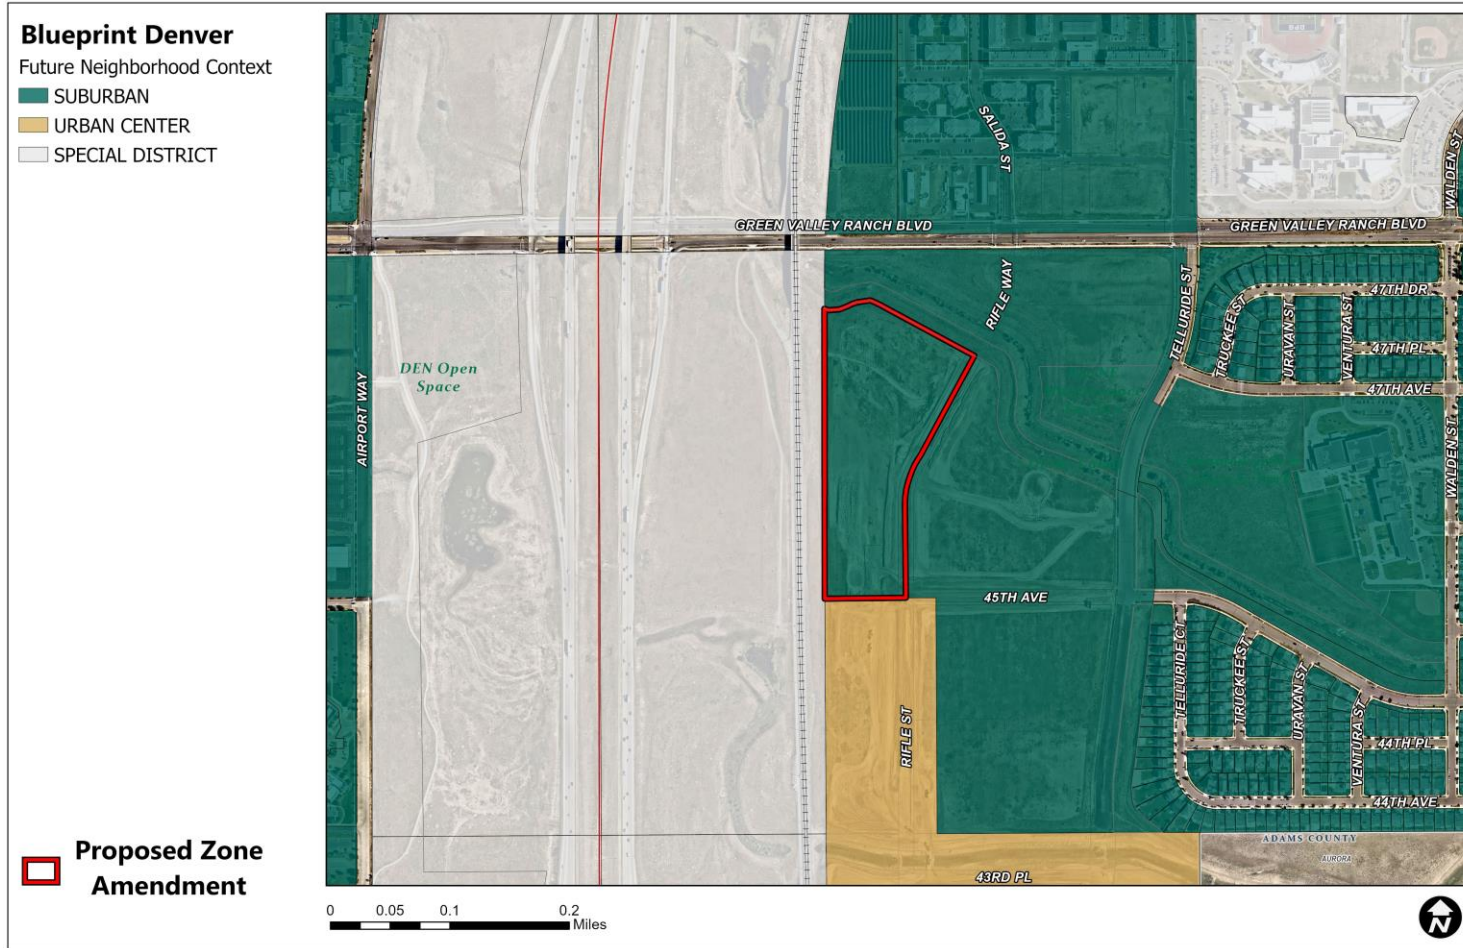 Blueprint Denver
Future Neighborhood Context
SUBURBAN
URBAN CENTER
SPECIAL DISTRICT
Proposed Zone
Amendment
SALIDA ST
WALDEN ST
GREEN VALLEY RANCH BLVD
GREEN VALLEY RANCH BLVD
RIFLE WAY
TELLURIDE ST
47TH DR
TRUCKEE ST
URAVAN ST
VENTURA ST
47TH PL
47TH AVE
DEN Open
Space
AIRPORT WAY
WALDEN ST
45TH AVE
TELLURIDE CT
TRUCKEE ST
URAVAN ST
VENTURA ST
RIFLE ST
44TH PL
44TH AVE
ADAMS COUNTY
AURORA
43RD PL
0 0.05 0.1 0.2
Miles
N